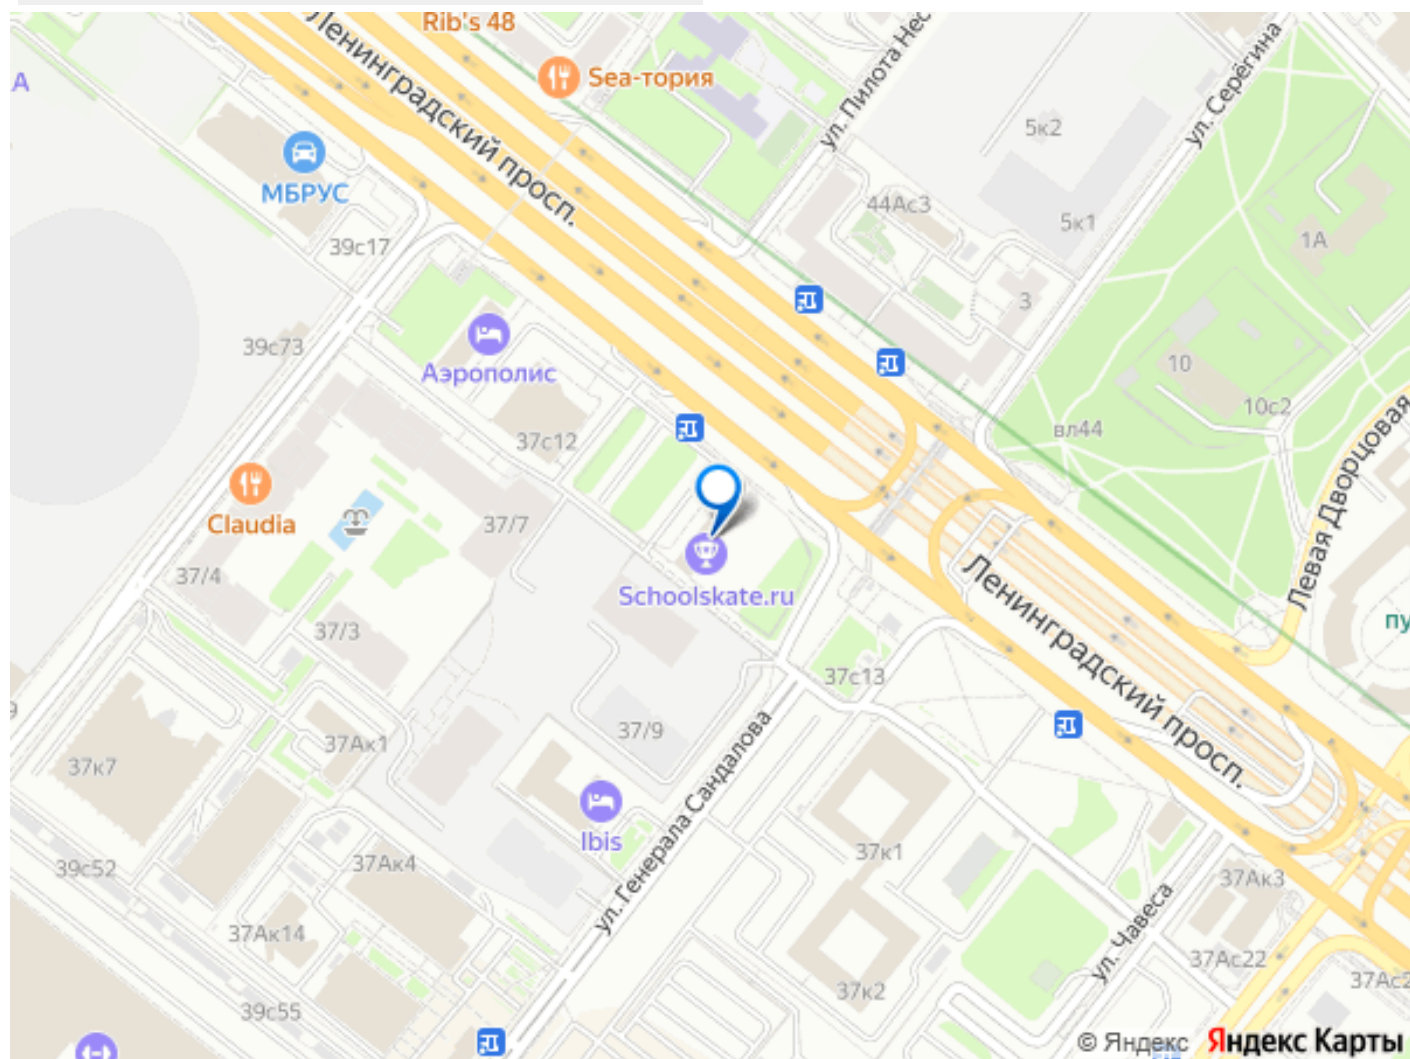 Rib's 48
Sea-тория
А
МБРУС
Ленинградский просп.
ул. Пилота Нес
ул. Серёгина
5к2
44Ас3
5к1
1А
39с17
3
39с73
Аэрополис
10
10с2
вл44
37с12
Левая Дворцовая
Claudia
37/7
37/4
Schoolskate.ru
37/3
Ленинградский просп.
пу
37с13
37/9
37Ак1
37к7
9
ул. Генерала Сандалова
Ibis
37к1
39с52
37Ак4
37Ак3
37Ак14
ул. Чавеса
37Ас22
37Ас2
37к2
39с55
© Яндекс Яндекс Карты